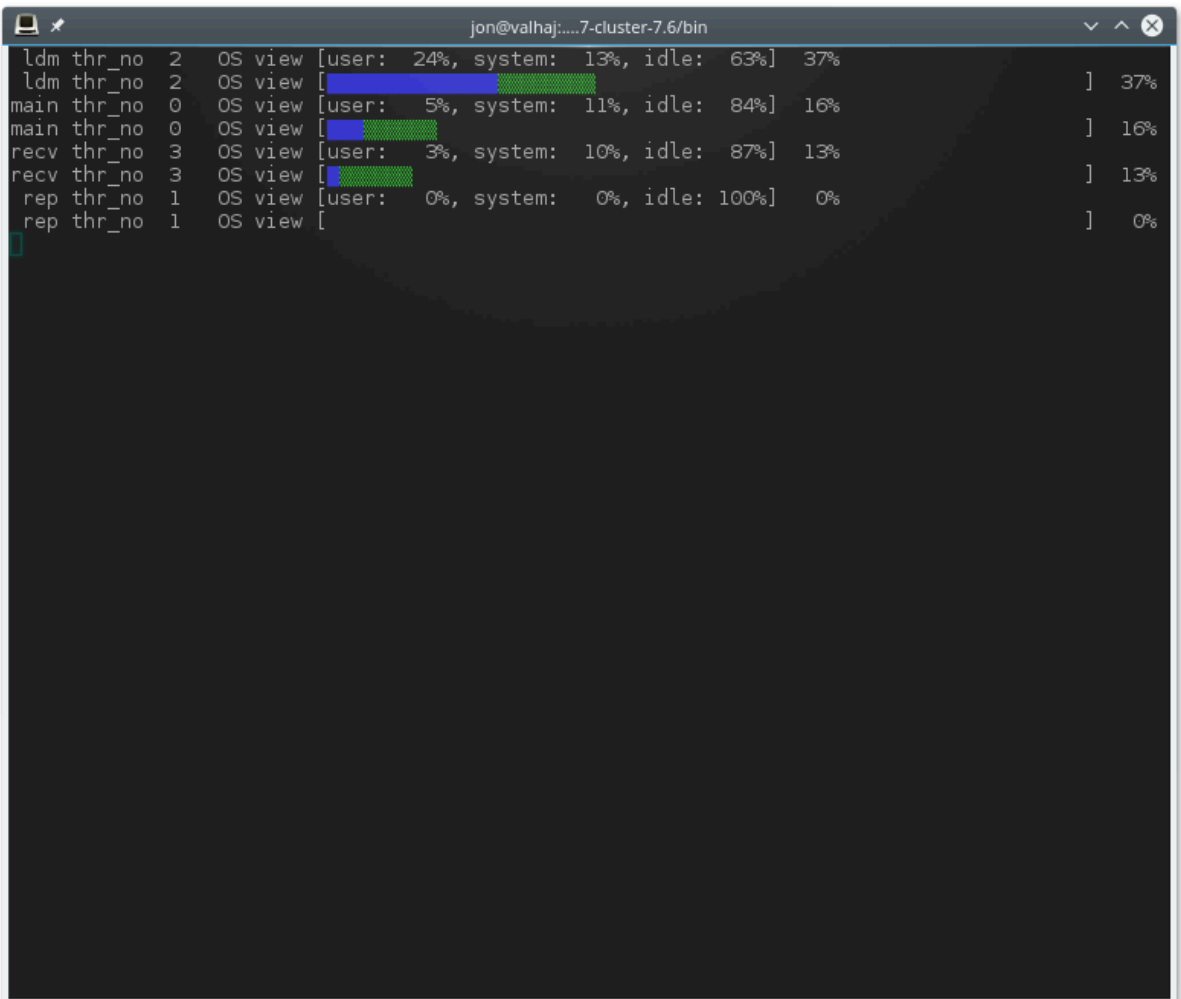 jon@valhaj:....7-cluster-7.6/bin
ldm thr_no  2   OS view [user:  24%, system:  13%, idle:  63%]  37%
ldm thr_no  2   OS view [ ]  37%
main thr_no  0   OS view [user:   5%, system:  11%, idle:  84%]  16%
main thr_no  0   OS view [ ]  16%
recv thr_no  3   OS view [user:   3%, system:  10%, idle:  87%]  13%
recv thr_no  3   OS view [ ]  13%
rep thr_no  1   OS view [user:   0%, system:   0%, idle: 100%]   0%
rep thr_no  1   OS view [ ]   0%